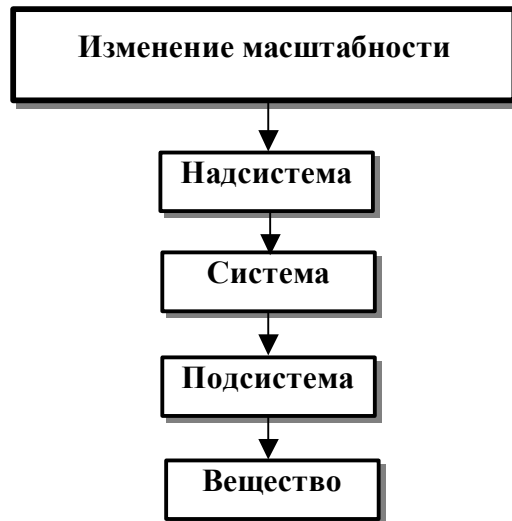 Изменение масштабности
Надсистема
Система
Подсистема
Вещество